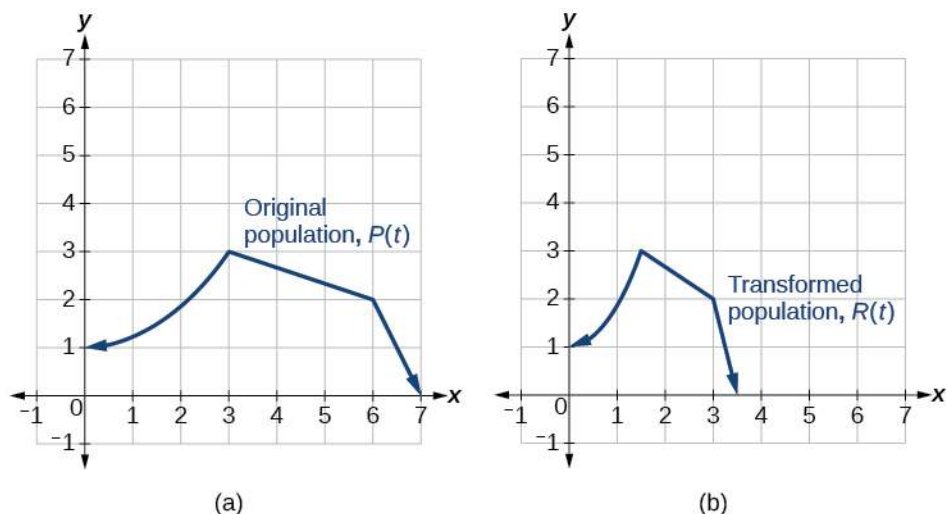 y
7
6
5
4
3
2
1
−1
Original
population, P(t)
−1 0 1 2 3 4 5 6 7 x
(a)
y
7
6
5
4
3
2
1
−1
Transformed
population, R(t)
−1 0 1 2 3 4 5 6 7 x
(b)